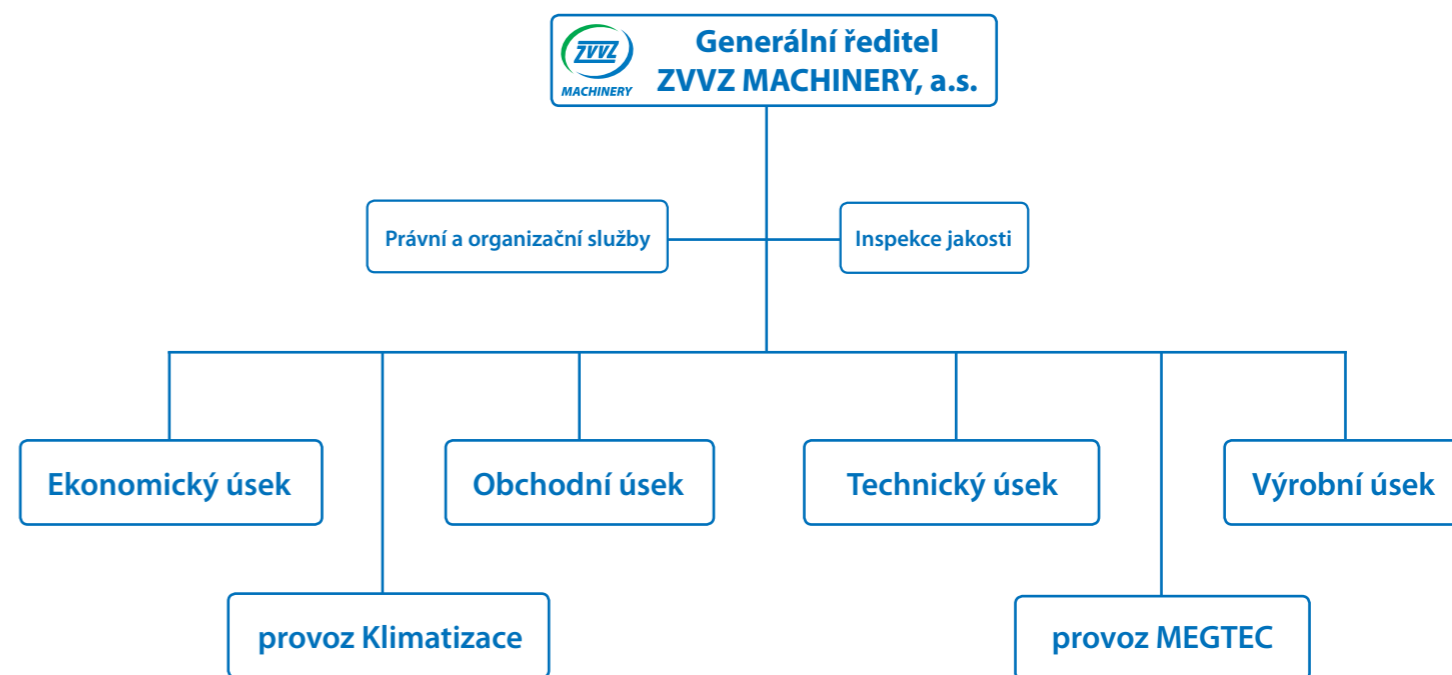 ZVVZ
MACHINERY
Generální ředitel
ZVVZ MACHINERY, a.s.
Právní a organizační služby
Inspekce jakosti
Ekonomický úsek
Obchodní úsek
Technický úsek
Výrobní úsek
provoz Klimatizace
provoz MEGTEC